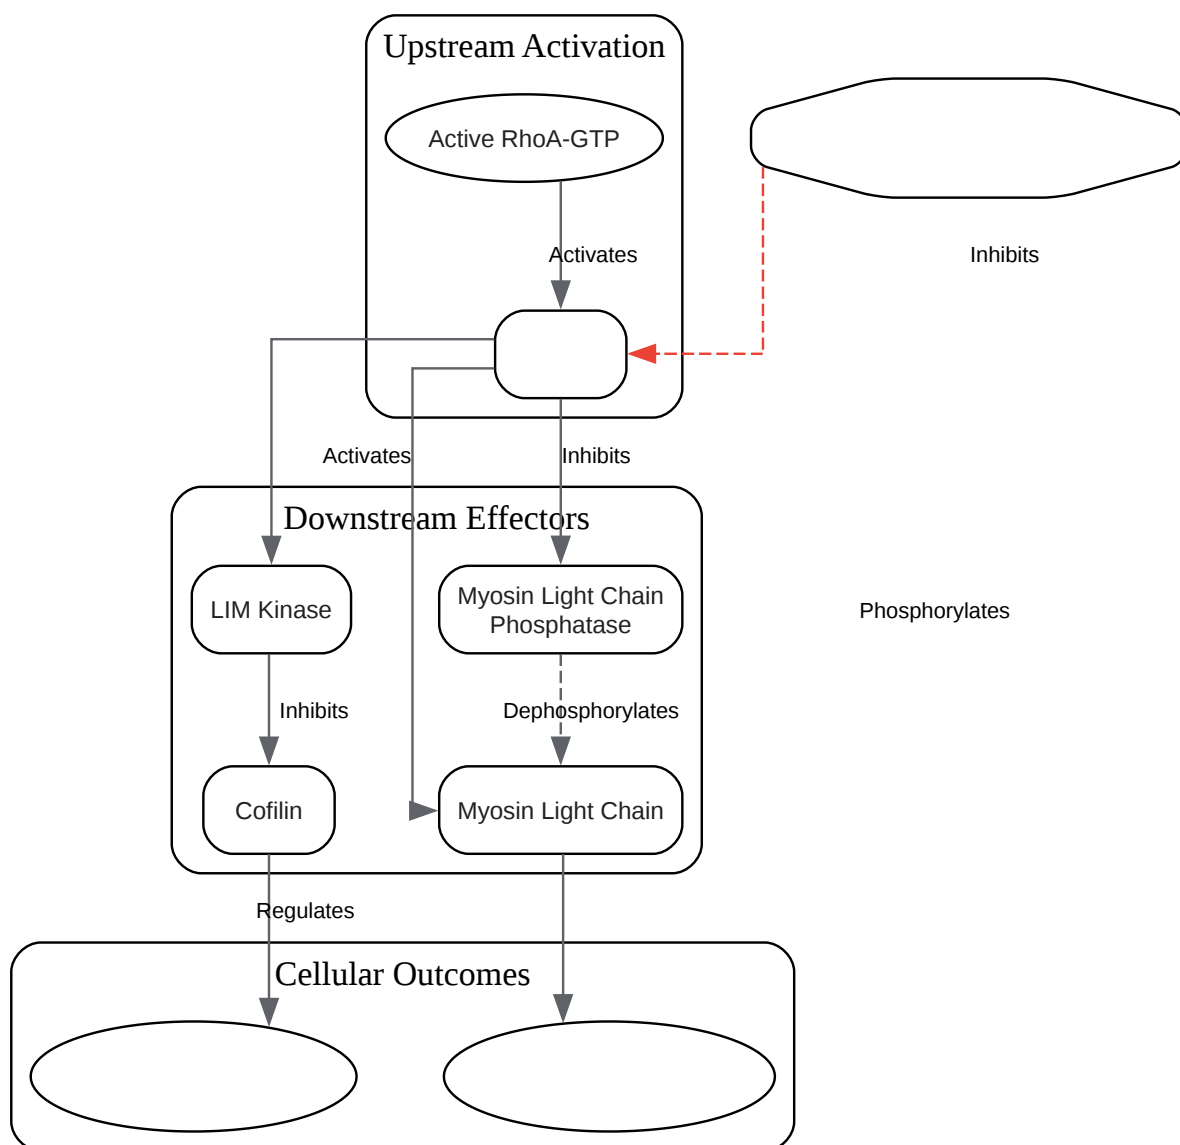 Upstream Activation
Active RhoA-GTP
Activates
Inhibits
Activates
Inhibits
Downstream Effectors
LIM Kinase
Myosin Light Chain
Phosphatase
Phosphorylates
Inhibits
Dephosphorylates
Cofilin
Myosin Light Chain
Regulates
Cellular Outcomes